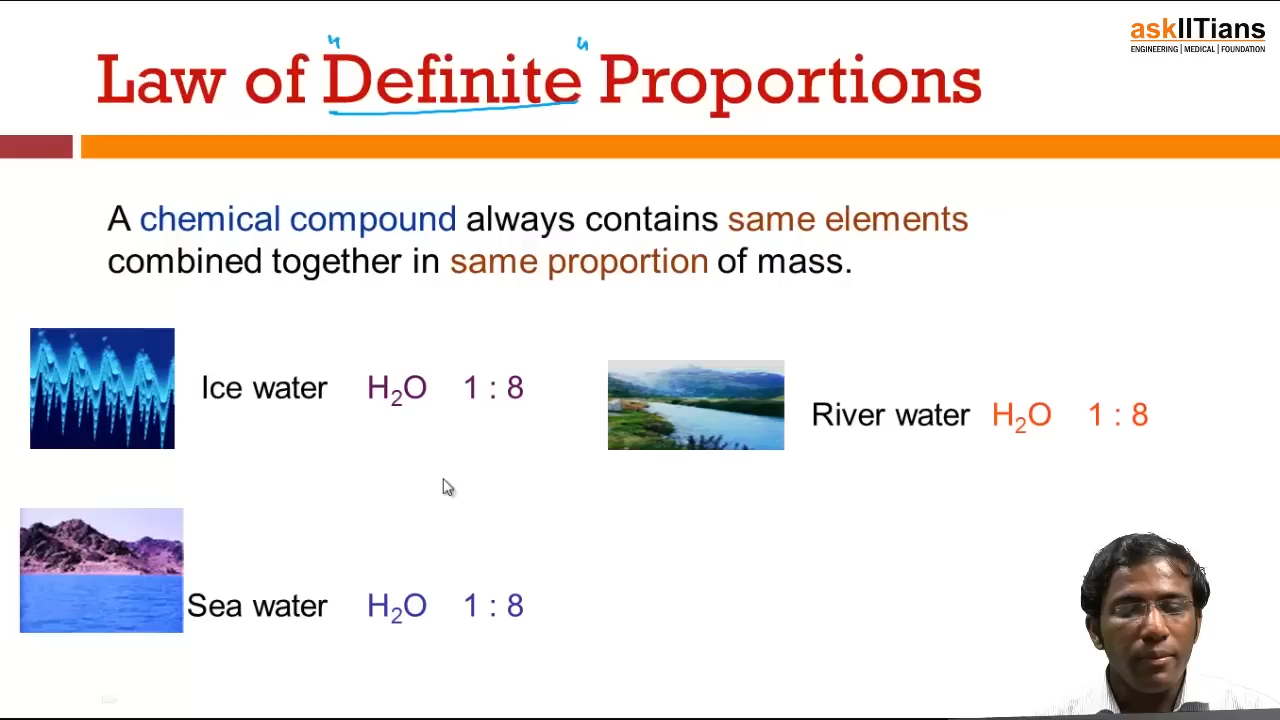 askIITians
ENGINEERING | MEDICAL | FOUNDATION
Law of Definite Proportions
A chemical compound always contains same elements
combined together in same proportion of mass.
Ice water H₂O 1 : 8
River water H₂O 1 : 8
Sea water H₂O 1 : 8